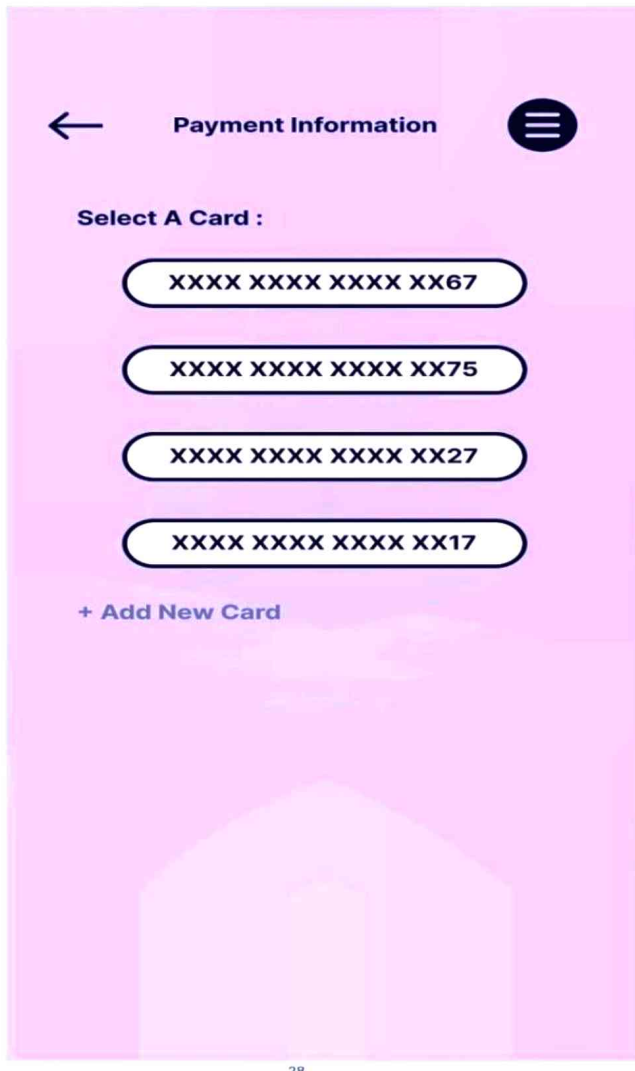 Payment Information
Select A Card :
XXXX XXXX XXXX XX67
XXXX XXXX XXXX XX75
XXXX XXXX XXXX XX27
XXXX XXXX XXXX XX17
+ Add New Card
28